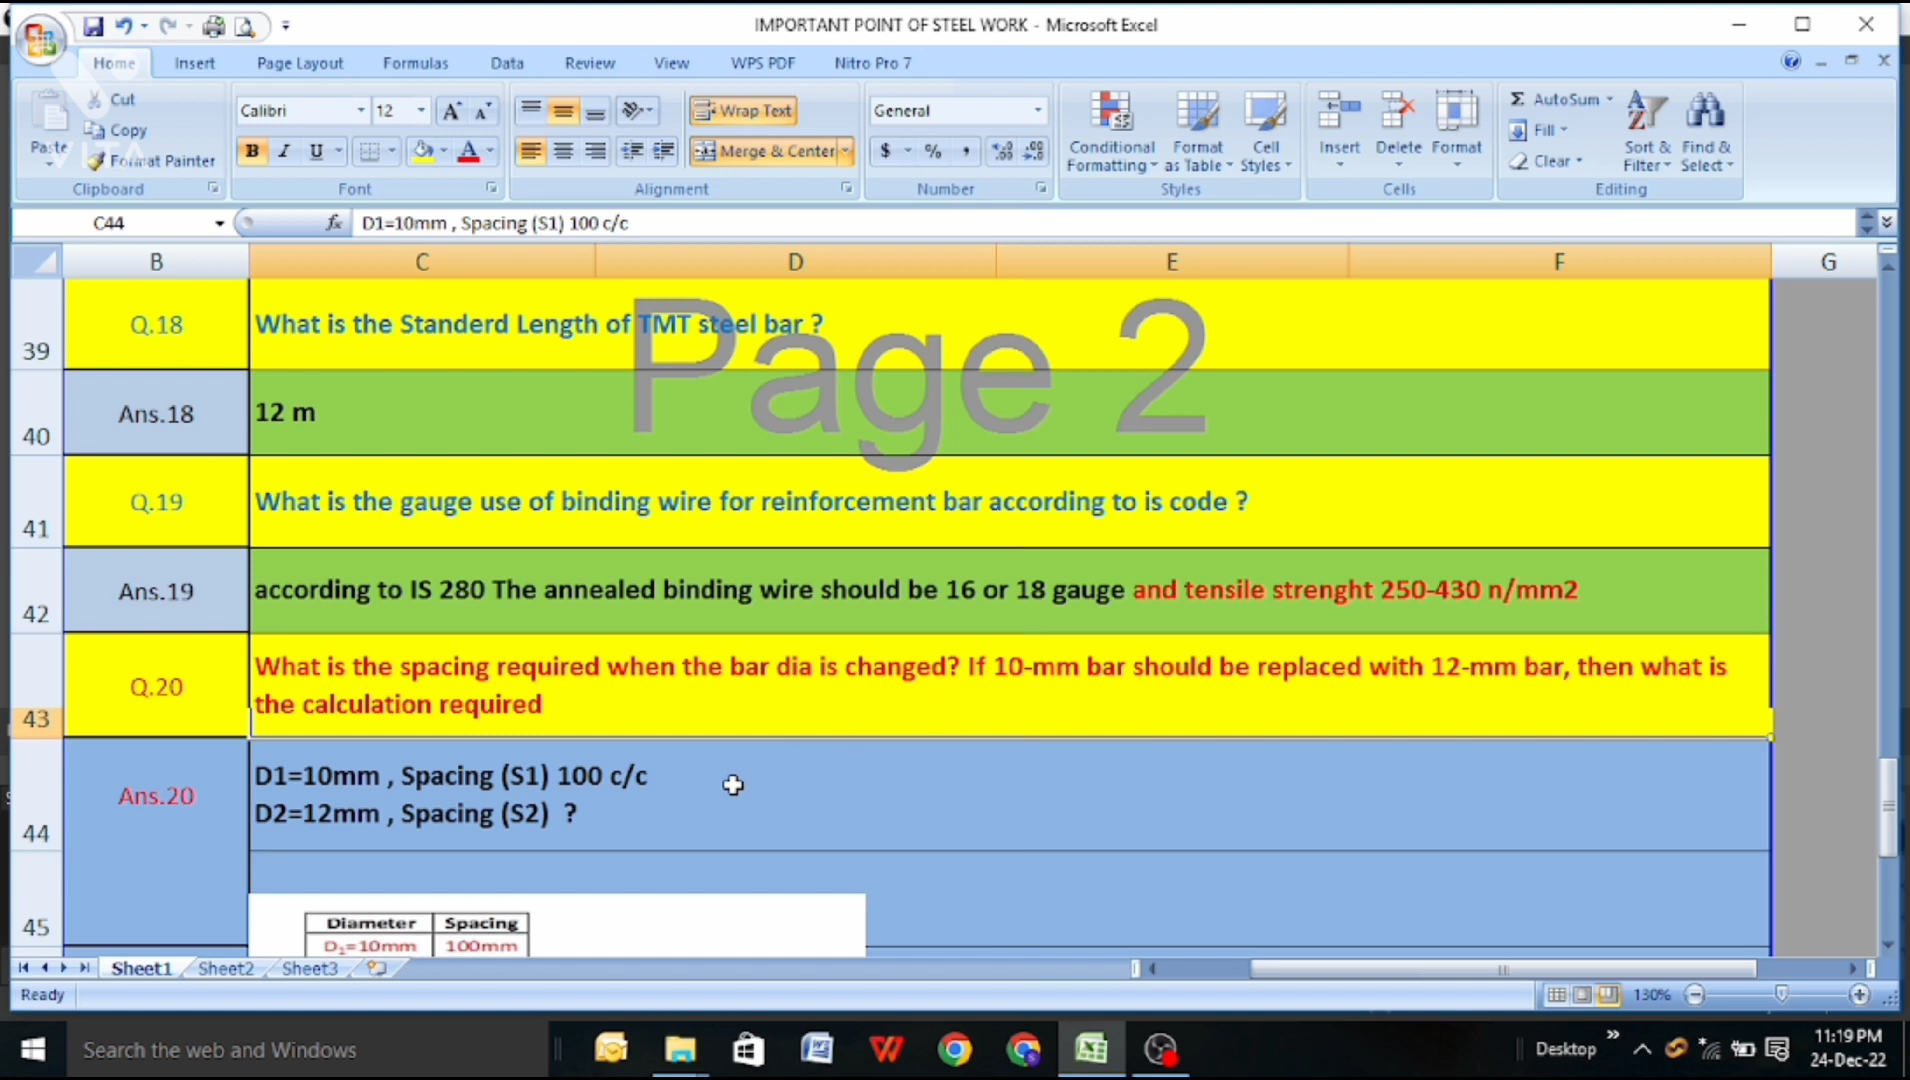 IMPORTANT POINT OF STEEL WORK - Microsoft Excel
Home Insert Page Layout Formulas Data Review View WPS PDF Nitro Pro 7
VITA
Paste
Cut
Copy
Format Painter
Clipboard
Calibri 12
B I U
Font
Wrap Text
Merge & Center
Alignment
General
$ % ,
Number
Conditional Formatting
Format as Table
Cell Styles
Styles
Insert Delete Format
Cells
Σ AutoSum
Fill
Clear
Sort & Filter
Find & Select
Editing
C44 fx D1=10mm , Spacing (S1) 100 c/c
B C D E F G
Page 2
39 Q.18 What is the Standerd Length of TMT steel bar ?
40 Ans.18 12 m
41 Q.19 What is the gauge use of binding wire for reinforcement bar according to is code ?
42 Ans.19 according to IS 280 The annealed binding wire should be 16 or 18 gauge and tensile strenght 250-430 n/mm2
43 Q.20 What is the spacing required when the bar dia is changed? If 10-mm bar should be replaced with 12-mm bar, then what is
the calculation required
44 Ans.20 D1=10mm , Spacing (S1) 100 c/c
D2=12mm , Spacing (S2) ?
45
Diameter Spacing
D₁=10mm 100mm
Sheet1 Sheet2 Sheet3
Ready 130%
Search the web and Windows
Desktop
11:19 PM
24-Dec-22